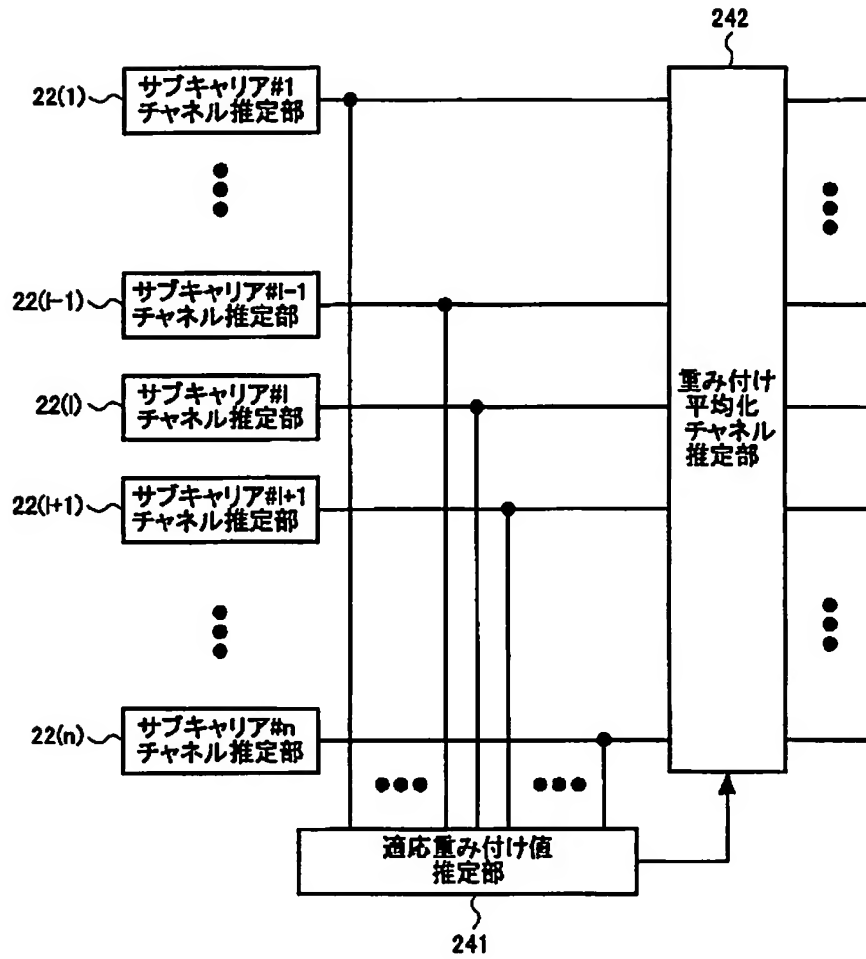 242
22(1)
サブキャリア#1
チャネル推定部
22(i-1)
サブキャリア#i-1
チャネル推定部
22(i)
サブキャリア#i
チャネル推定部
22(i+1)
サブキャリア#i+1
チャネル推定部
22(n)
サブキャリア#n
チャネル推定部
重み付け
平均化
チャネル
推定部
適応重み付け値
推定部
241